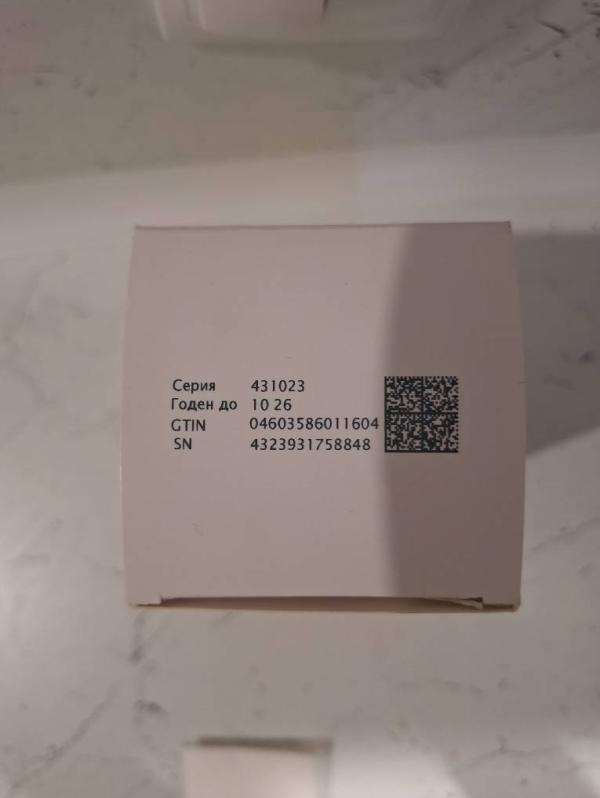 Серия 431023
Годен до 10 26
GTIN 04603586011604
SN 4323931758848